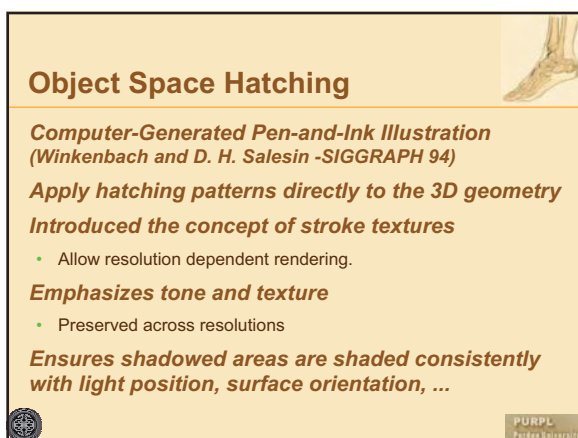 Object Space Hatching
Computer-Generated Pen-and-Ink Illustration
(Winkenbach and D. H. Salesin -SIGGRAPH 94)
Apply hatching patterns directly to the 3D geometry
Introduced the concept of stroke textures
• Allow resolution dependent rendering.
Emphasizes tone and texture
• Preserved across resolutions
Ensures shadowed areas are shaded consistently
with light position, surface orientation, ...
PURPL
Purdue University